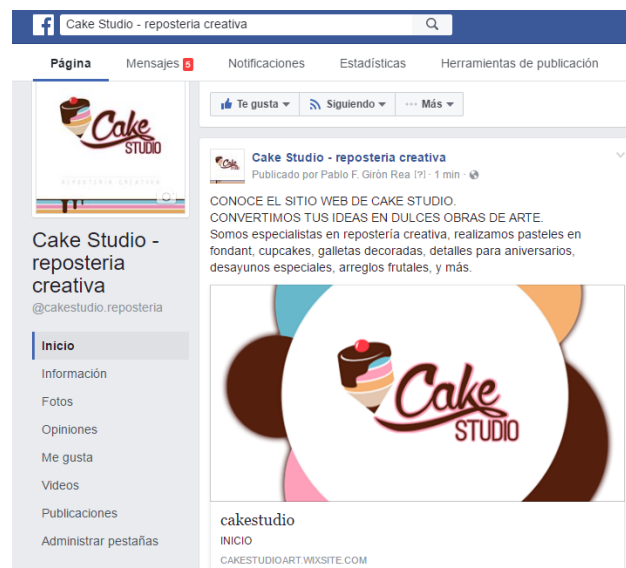 Cake Studio - reposteria creativa
Página Mensajes 5 Notificaciones Estadísticas Herramientas de publicación
Cake
STUDIO
REPOSTERIA CREATIVA
Cake Studio -
reposteria
creativa
@cakestudio.reposteria
Inicio
Información
Fotos
Opiniones
Me gusta
Videos
Publicaciones
Administrar pestañas
Te gusta Siguiendo Más
Cake
Cake Studio - reposteria creativa
Publicado por Pablo F. Girón Rea [?] · 1 min ·
CONOCE EL SITIO WEB DE CAKE STUDIO.
CONVERTIMOS TUS IDEAS EN DULCES OBRAS DE ARTE.
Somos especialistas en repostería creativa, realizamos pasteles en
fondant, cupcakes, galletas decoradas, detalles para aniversarios,
desayunos especiales, arreglos frutales, y más.
Cake
STUDIO
cakestudio
INICIO
CAKESTUDIOART.WIXSITE.COM